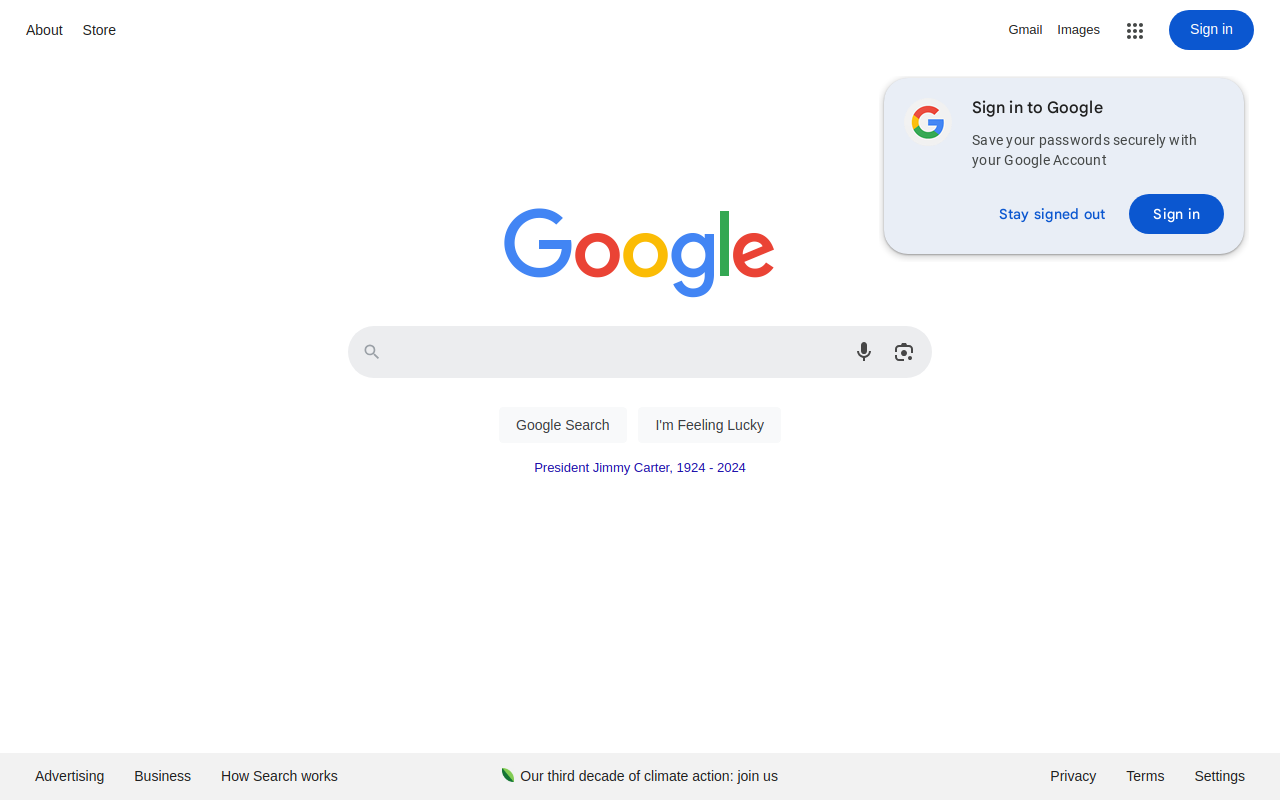 About
Store
Gmail
Images
Sign in
Sign in to Google
Save your passwords securely with
your Google Account
Stay signed out
Sign in
Google
Google Search
I'm Feeling Lucky
President Jimmy Carter, 1924 - 2024
Advertising
Business
How Search works
Our third decade of climate action: join us
Privacy
Terms
Settings